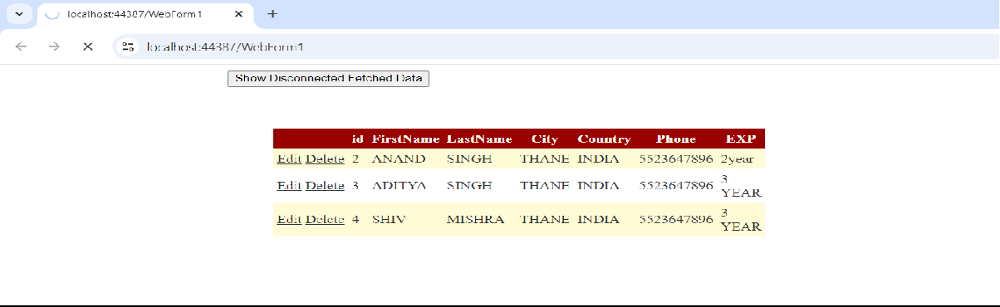 localhost:44387/WebForm1
localhost:44387/WebForm1
Show Disconnected Fetched Data
id FirstName LastName City Country Phone EXP
Edit Delete 2 ANAND SINGH THANE INDIA 5523647896 2year
Edit Delete 3 ADITYA SINGH THANE INDIA 5523647896 3
YEAR
Edit Delete 4 SHIV MISHRA THANE INDIA 5523647896 3
YEAR